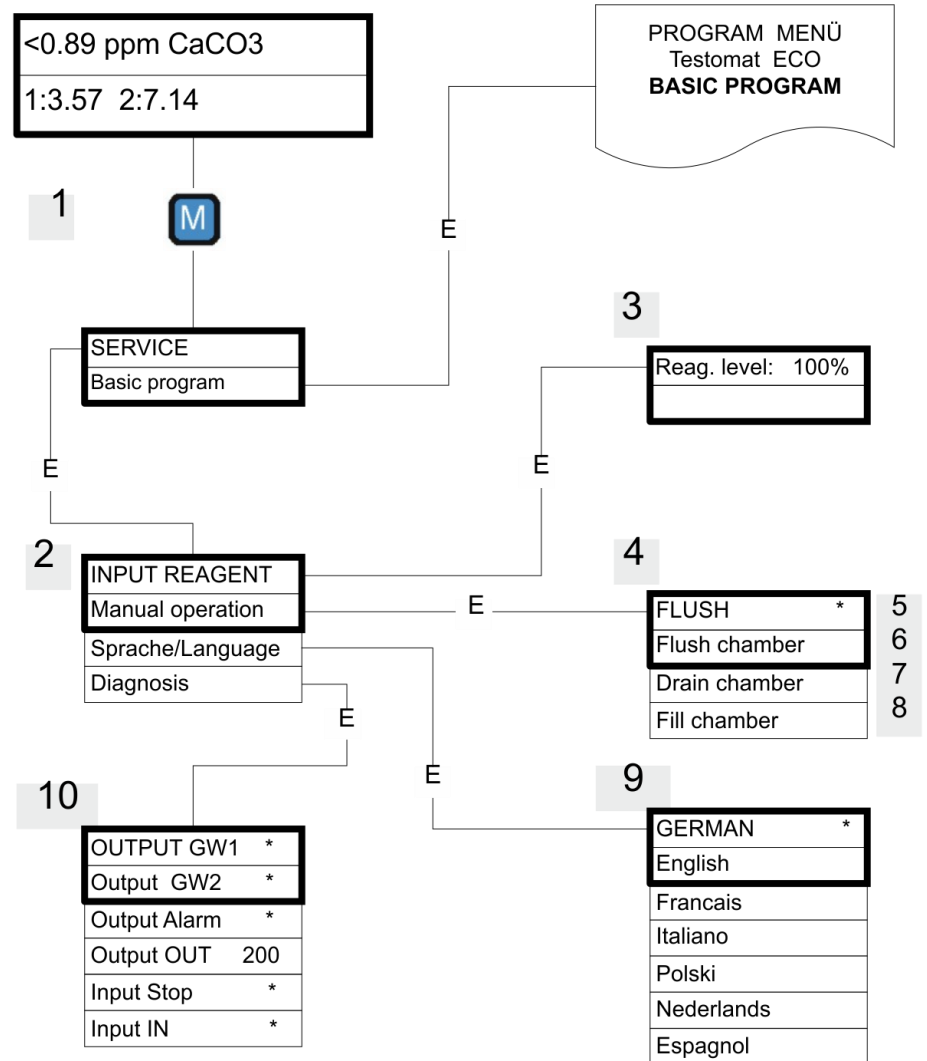 <0.89 ppm CaCO3
1:3.57 2:7.14
PROGRAM MENÜ
Testomat ECO
BASIC PROGRAM
1
M
E
SERVICE
Basic program
3
Reag. level: 100%
E
E
2
INPUT REAGENT
Manual operation
Sprache/Language
Diagnosis
E
4
FLUSH *
Flush chamber
Drain chamber
Fill chamber
5
6
7
8
E
E
10
OUTPUT GW1 *
Output GW2 *
Output Alarm *
Output OUT 200
Input Stop *
Input IN *
9
GERMAN *
English
Francais
Italiano
Polski
Nederlands
Espagnol